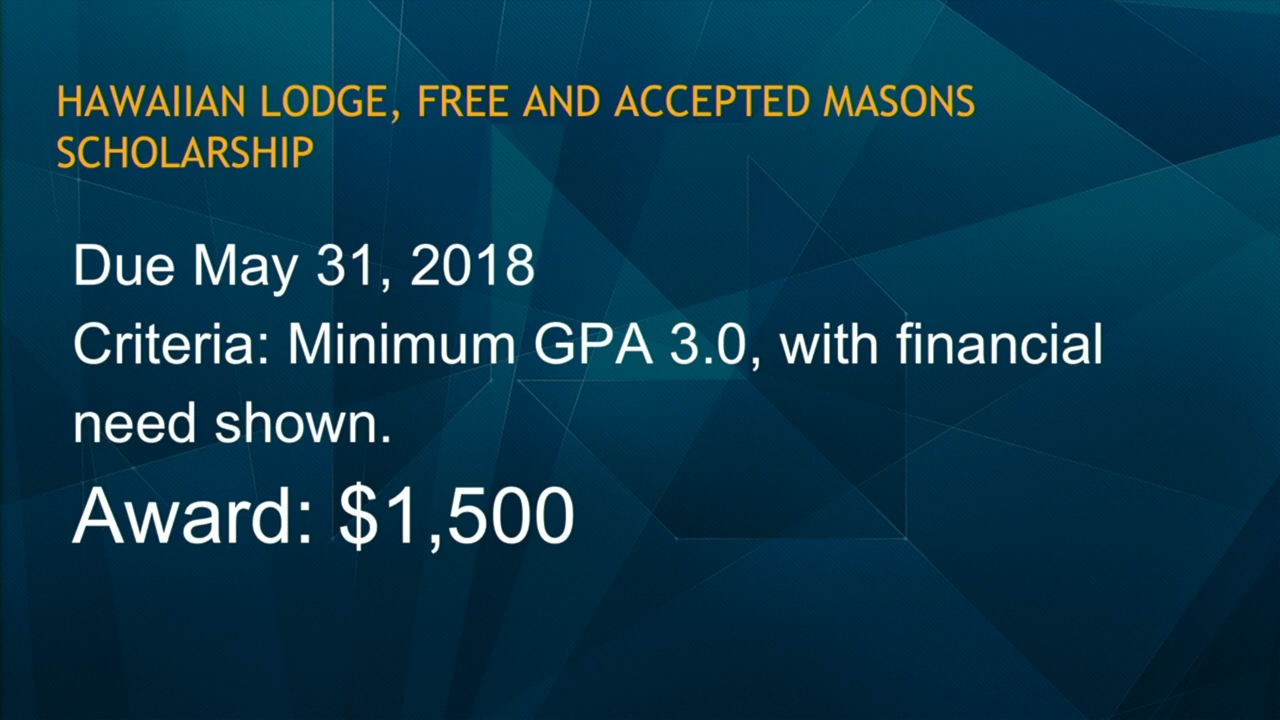 HAWAIIAN LODGE, FREE AND ACCEPTED MASONS
SCHOLARSHIP
Due May 31, 2018
Criteria: Minimum GPA 3.0, with financial
need shown.
Award: $1,500